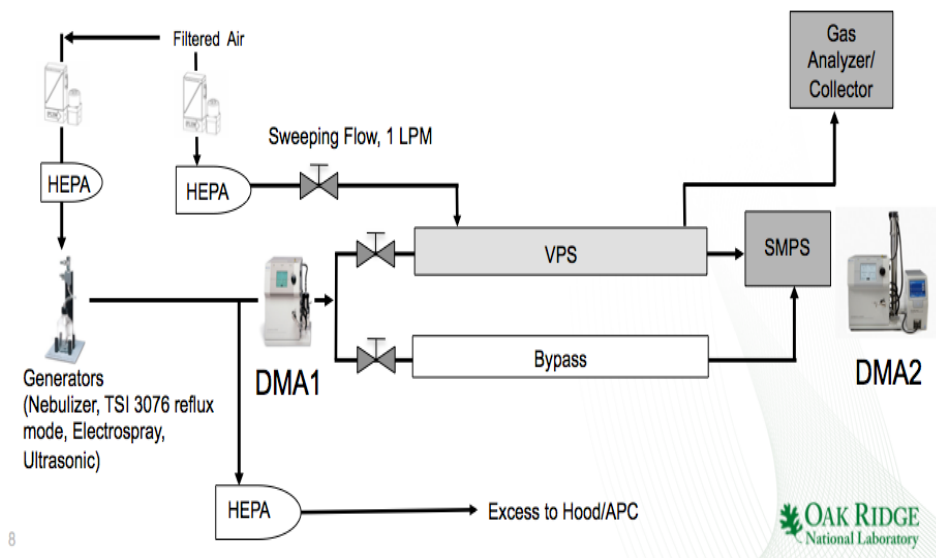 Filtered Air
Gas
Analyzer/
Collector
Sweeping Flow, 1 LPM
HEPA
HEPA
VPS
SMPS
Bypass
DMA1
DMA2
Generators
(Nebulizer, TSI 3076 reflux
mode, Electrospray,
Ultrasonic)
HEPA
Excess to Hood/APC
8
OAK RIDGE
National Laboratory